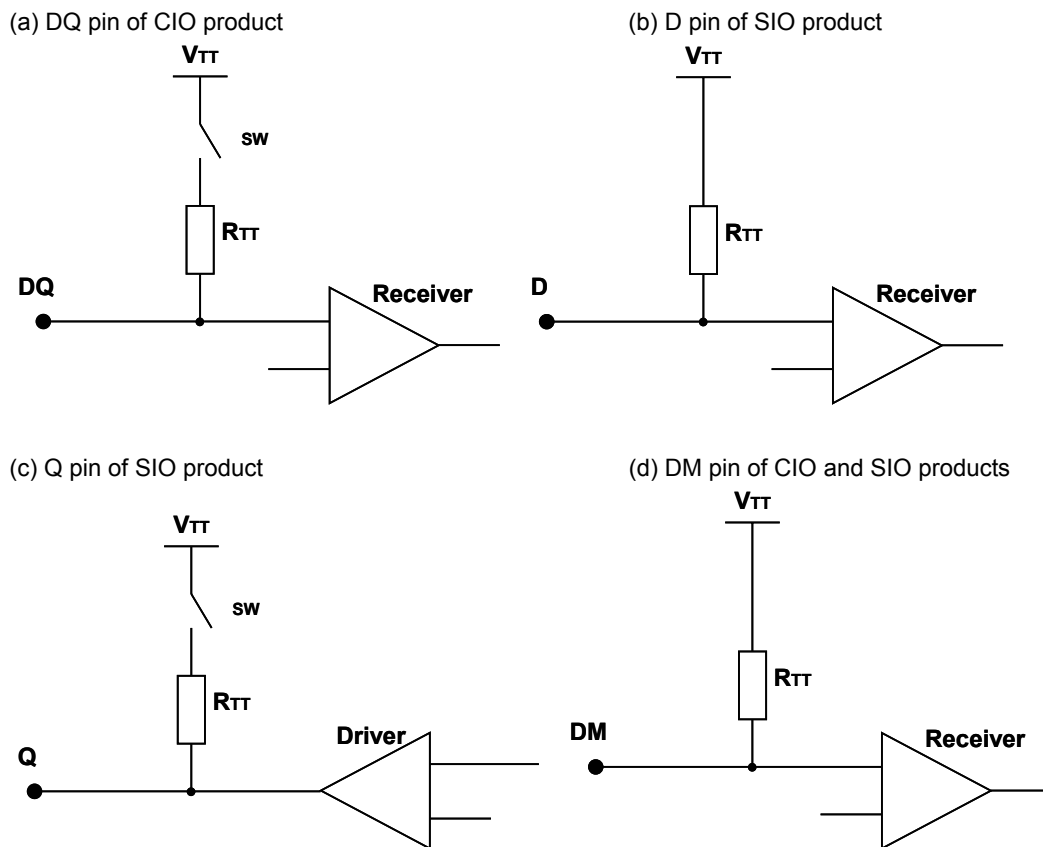 (a) DQ pin of CIO product
VTT
SW
RTT
DQ
Receiver
(b) D pin of SIO product
VTT
RTT
D
Receiver
(c) Q pin of SIO product
VTT
SW
RTT
Q
Driver
(d) DM pin of CIO and SIO products
VTT
RTT
DM
Receiver